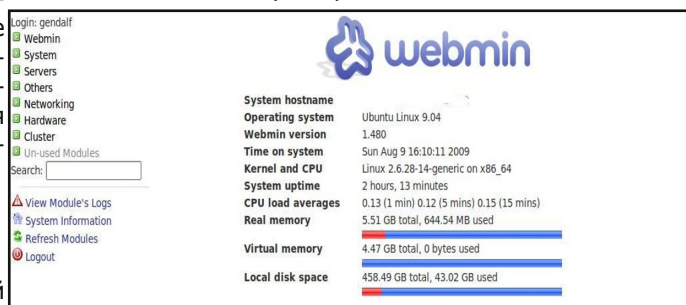 Login: gendalf
Webmin
System
Servers
Others
Networking
Hardware
Cluster
Un-used Modules
Search:
View Module's Logs
System Information
Refresh Modules
Logout
webmin
System hostname
Operating system Ubuntu Linux 9.04
Webmin version 1.480
Time on system Sun Aug 9 16:10:11 2009
Kernel and CPU Linux 2.6.28-14-generic on x86_64
System uptime 2 hours, 13 minutes
CPU load averages 0.13 (1 min) 0.12 (5 mins) 0.15 (15 mins)
Real memory 5.51 GB total, 644.54 MB used
Virtual memory 4.47 GB total, 0 bytes used
Local disk space 458.49 GB total, 43.02 GB used